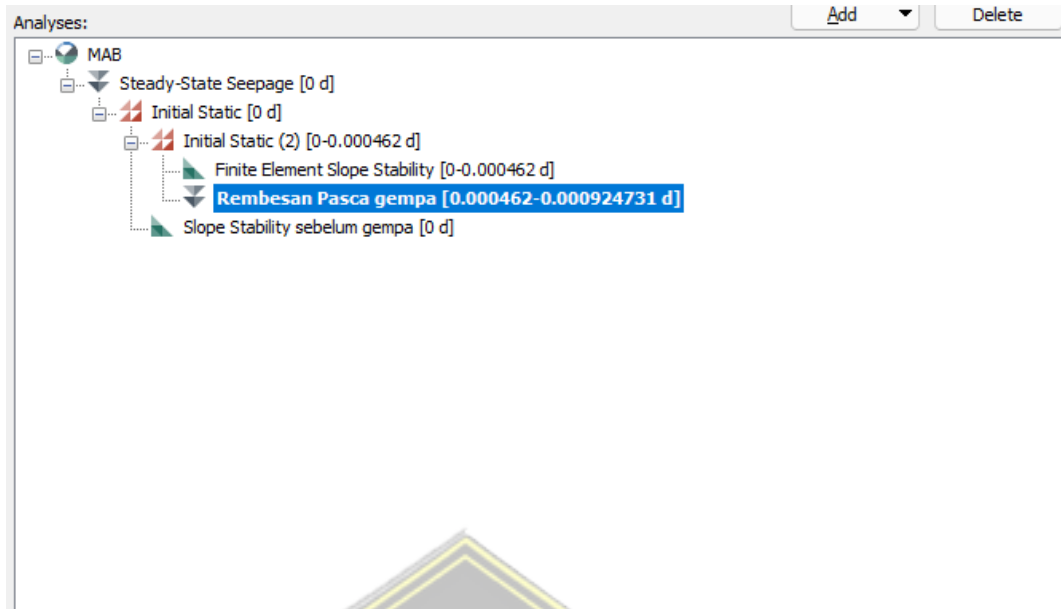 Analyses:
Add
Delete
MAB
Steady-State Seepage [0 d]
Initial Static [0 d]
Initial Static (2) [0-0.000462 d]
Finite Element Slope Stability [0-0.000462 d]
Rembesan Pasca gempa [0.000462-0.000924731 d]
Slope Stability sebelum gempa [0 d]